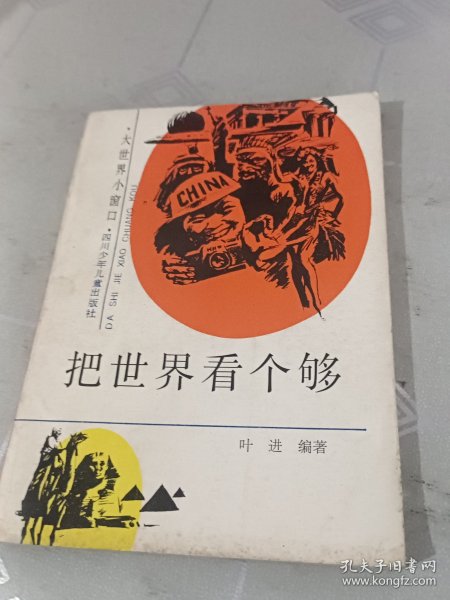 ·大世界小窗口·四川少年儿童出版社
DA SHI JIE XIAO CHUANG KOU
CHINA
把世界看个够
叶进 编著
孔夫子旧书网
www.kongfz.com